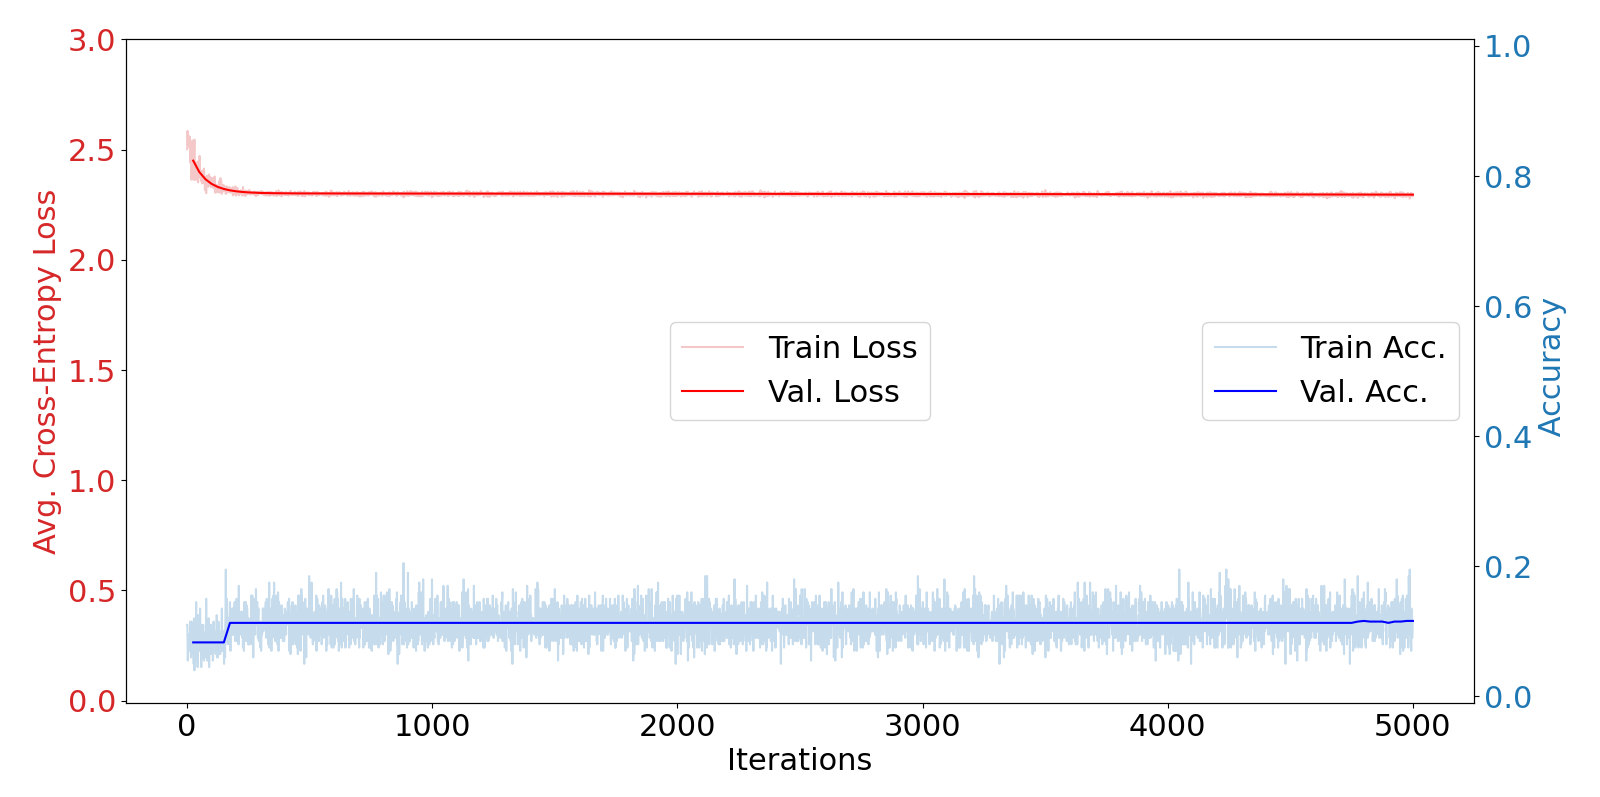 3.0
2.5
2.0
1.5
1.0
0.5
0.0
Avg. Cross-Entropy Loss
1.0
0.8
0.6
0.4
0.2
0.0
Accuracy
Train Loss
Val. Loss
Train Acc.
Val. Acc.
0 1000 2000 3000 4000 5000
Iterations